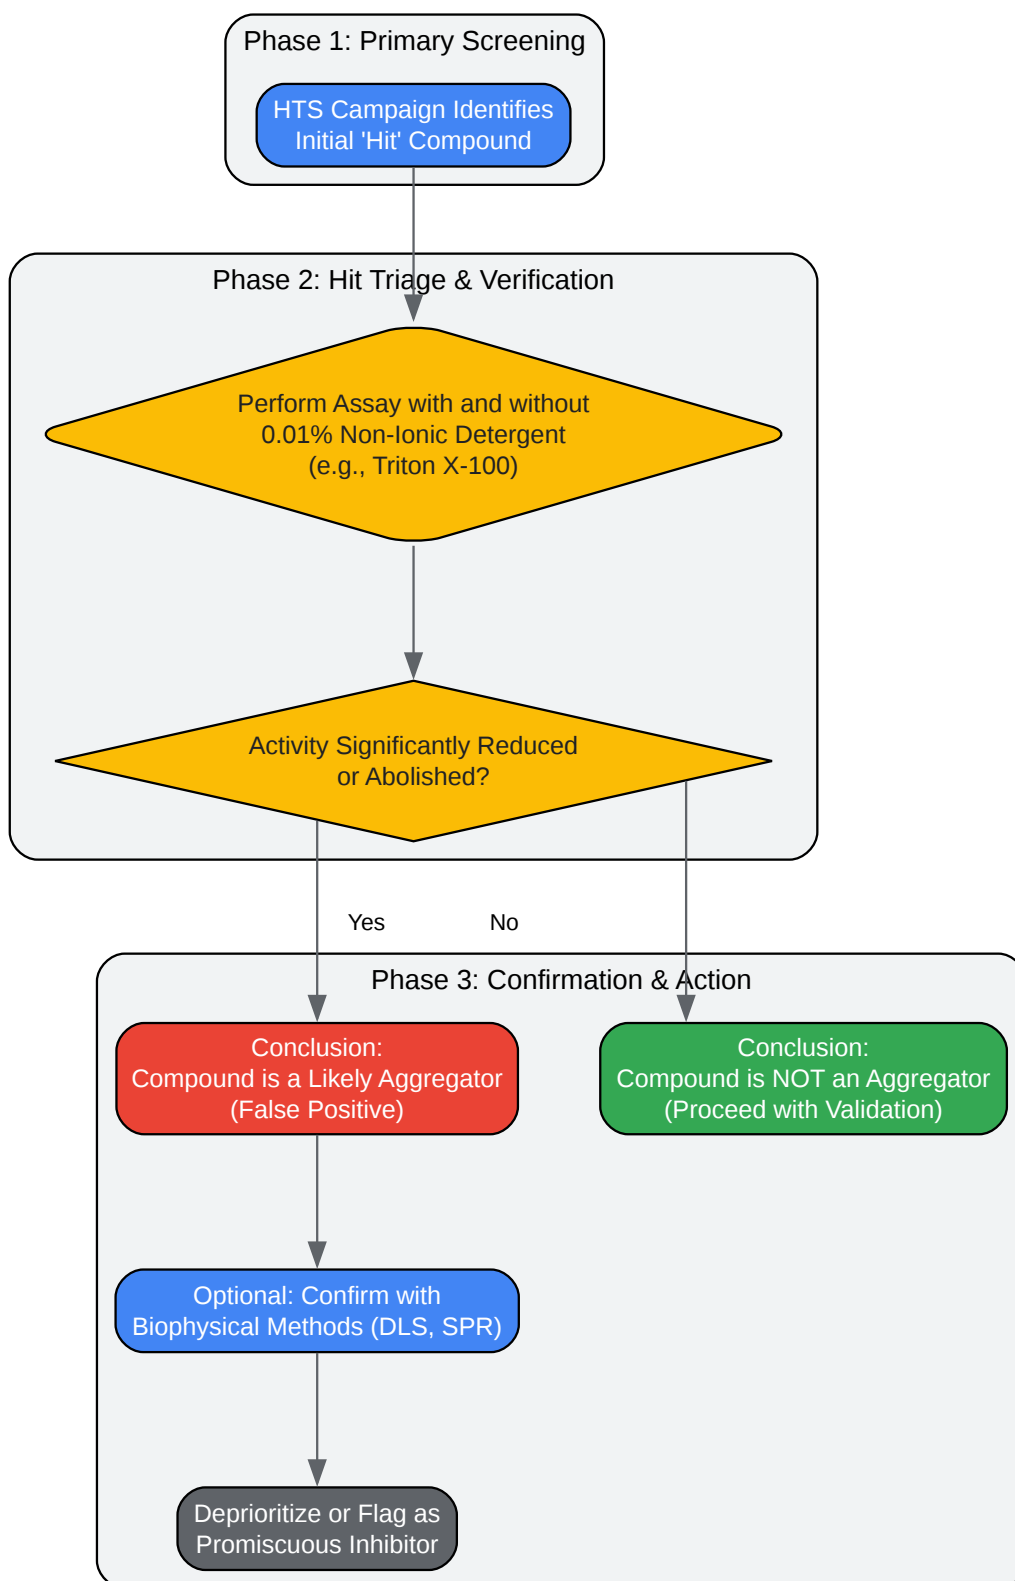 Phase 1: Primary Screening
HTS Campaign Identifies
Initial 'Hit' Compound
Phase 2: Hit Triage & Verification
Perform Assay with and without
0.01% Non-Ionic Detergent
(e.g., Triton X-100)
Activity Significantly Reduced
or Abolished?
Yes
No
Phase 3: Confirmation & Action
Conclusion:
Compound is a Likely Aggregator
(False Positive)
Conclusion:
Compound is NOT an Aggregator
(Proceed with Validation)
Optional: Confirm with
Biophysical Methods (DLS, SPR)
Deprioritize or Flag as
Promiscuous Inhibitor